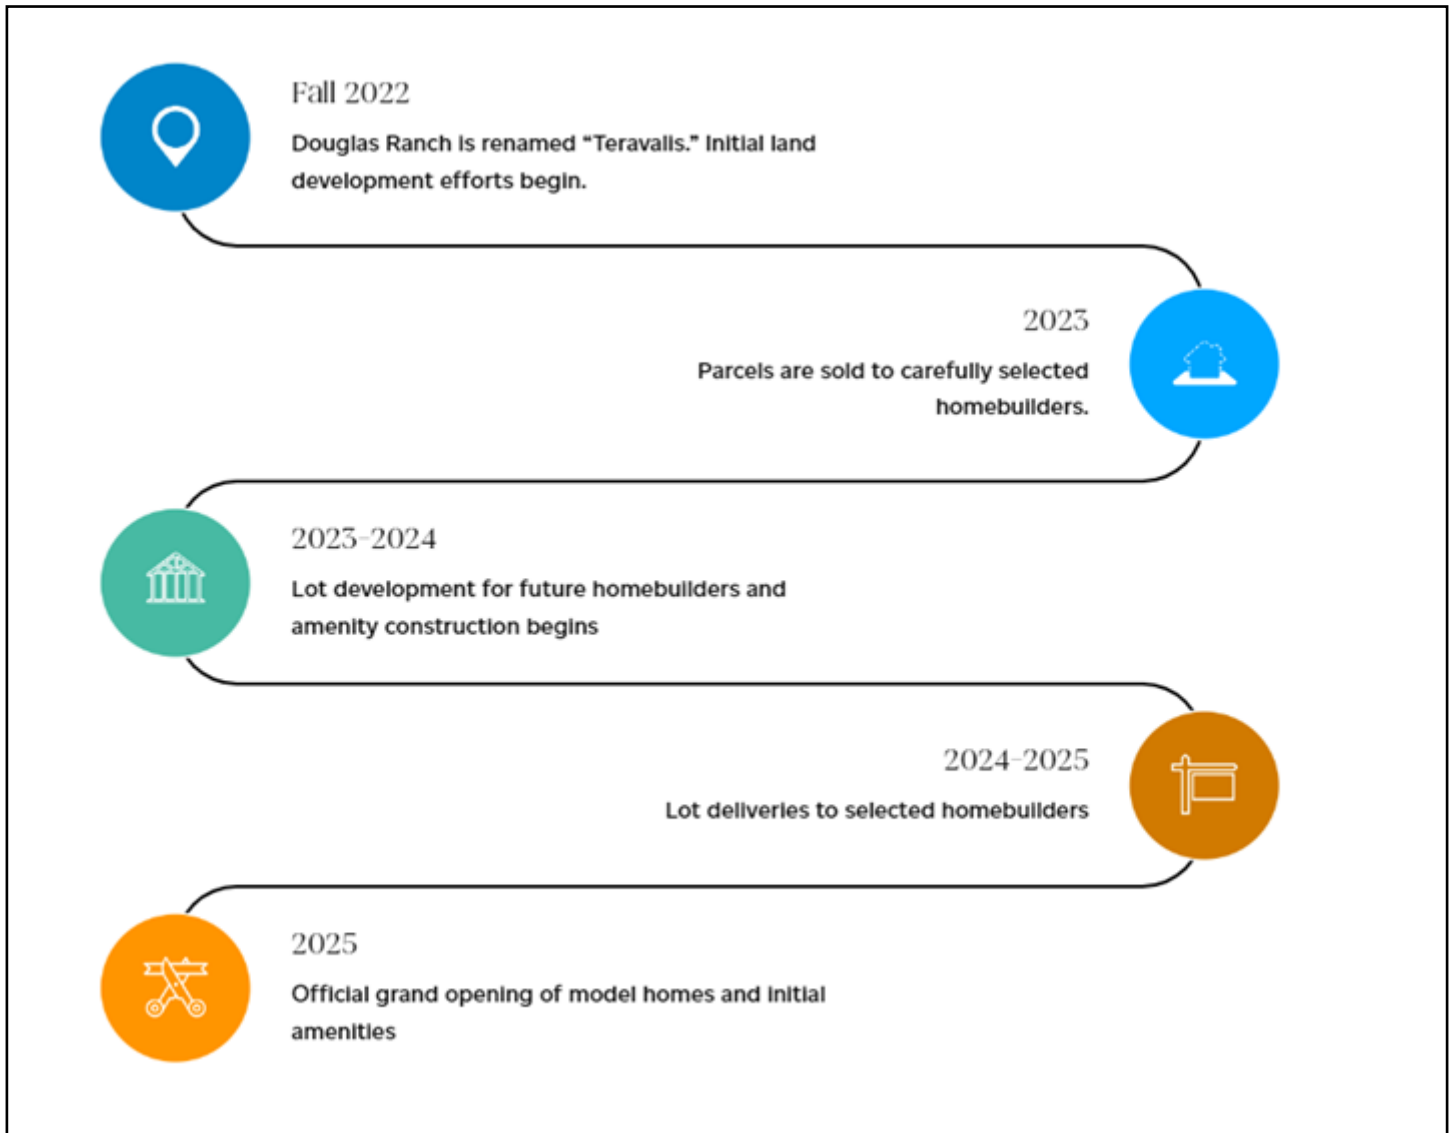 Fall 2022
Douglas Ranch is renamed “Teravalis.” Initial land
development efforts begin.
2023
Parcels are sold to carefully selected
homebuilders.
2023-2024
Lot development for future homebuilders and
amenity construction begins
2024-2025
Lot deliveries to selected homebuilders
2025
Official grand opening of model homes and initial
amenities